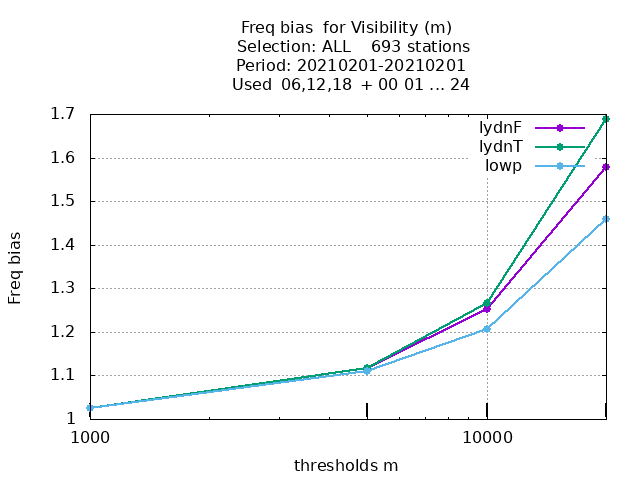 Freq bias for Visibility (m)
Selection: ALL 693 stations
Period: 20210201-20210201
Used 06,12,18 + 00 01 ... 24
1.7
1.6
1.5
1.4
1.3
1.2
1.1
1
Freq bias
lydnF
lydnT
lowp
1000
10000
thresholds m